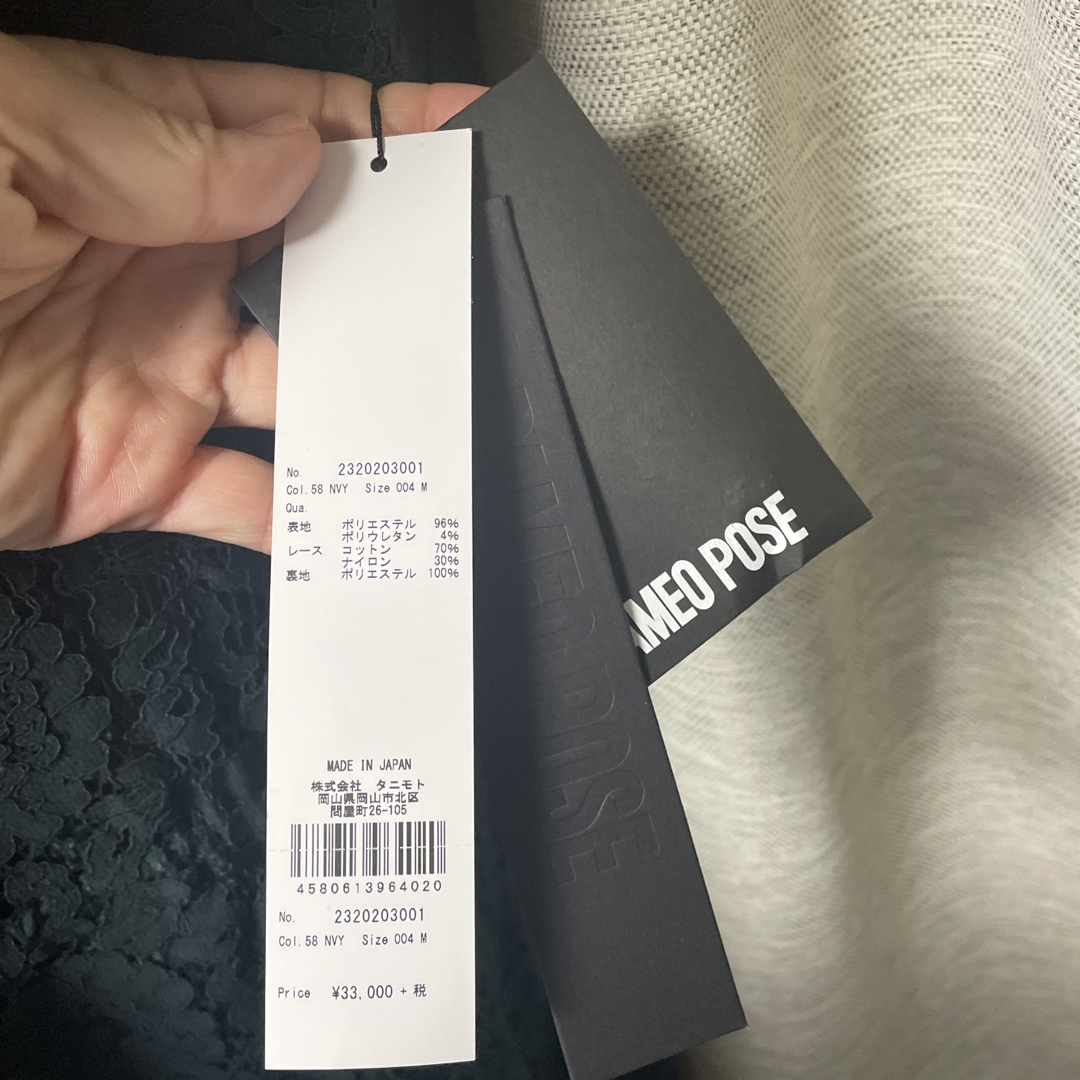 No. 2320203001
Col.58 NVY Size 004 M
Qua.
表地 ポリエステル 96%
ポリウレタン 4%
レース コットン 70%
ナイロン 30%
裏地 ポリエステル 100%
MADE IN JAPAN
株式会社 タニモト
岡山県岡山市北区
問屋町26-105
4580613964020
No. 2320203001
Col.58 NVY Size 004 M
Price ¥33,000 + 税
AMEO POSE
AMEO POSE